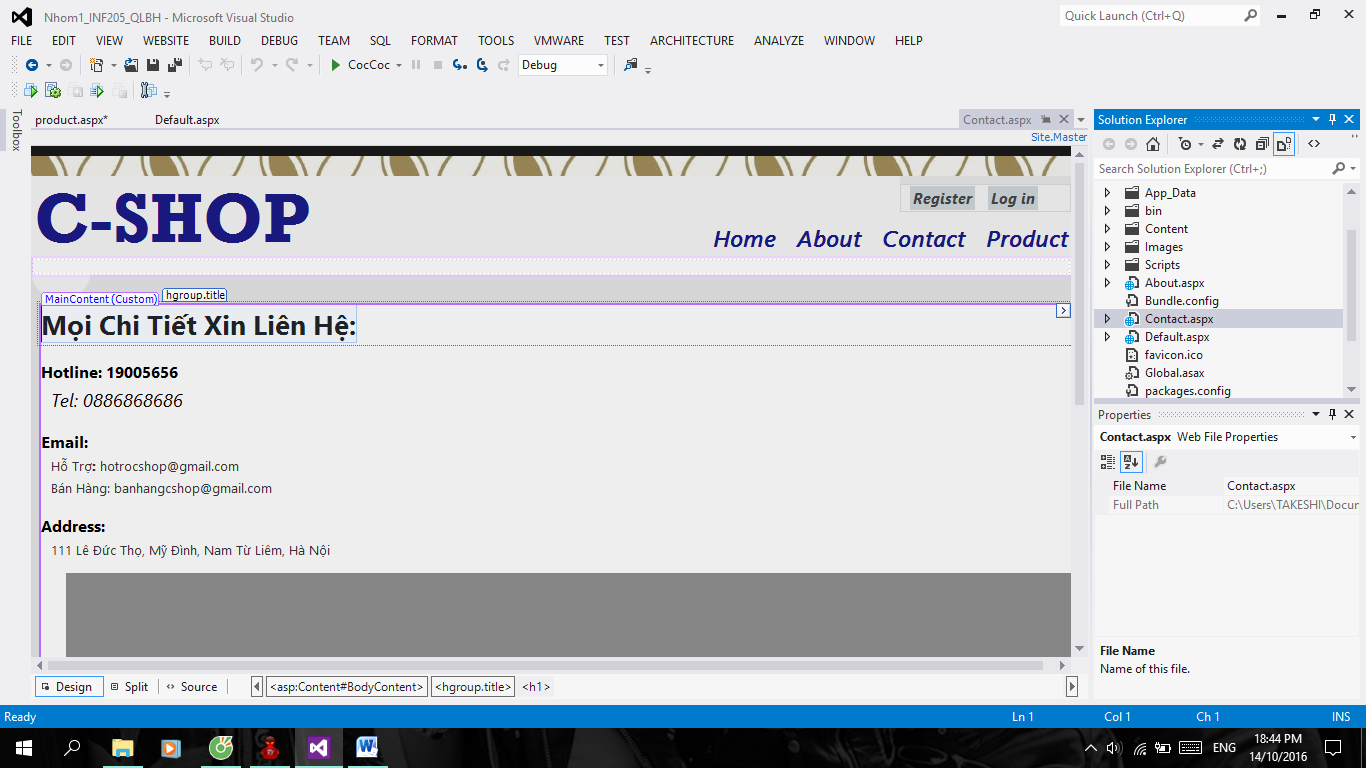 Nhom1_INF205_QLBH - Microsoft Visual Studio
Quick Launch (Ctrl+Q)
FILE EDIT VIEW WEBSITE BUILD DEBUG TEAM SQL FORMAT TOOLS VMWARE TEST ARCHITECTURE ANALYZE WINDOW HELP
CocCoc Debug
Toolbox
product.aspx* Default.aspx Contact.aspx
Site.Master
C-SHOP
Register Log in
Home About Contact Product
MainContent (Custom) hgroup.title
Mọi Chi Tiết Xin Liên Hệ:
Hotline: 19005656
Tel: 0886868686
Email:
Hỗ Trợ: hotrocshop@gmail.com
Bán Hàng: banhangcshop@gmail.com
Address:
111 Lê Đức Thọ, Mỹ Đình, Nam Từ Liêm, Hà Nội
Design Split Source <asp:Content#BodyContent> <hgroup.title> <h1>
Solution Explorer
Search Solution Explorer (Ctrl+;)
App_Data
bin
Content
Images
Scripts
About.aspx
Bundle.config
Contact.aspx
Default.aspx
favicon.ico
Global.asax
packages.config
Properties
Contact.aspx Web File Properties
File Name Contact.aspx
Full Path C:\Users\TAKESHI\Docur
File Name
Name of this file.
Ready Ln 1 Col 1 Ch 1 INS
ENG
18:44 PM
14/10/2016